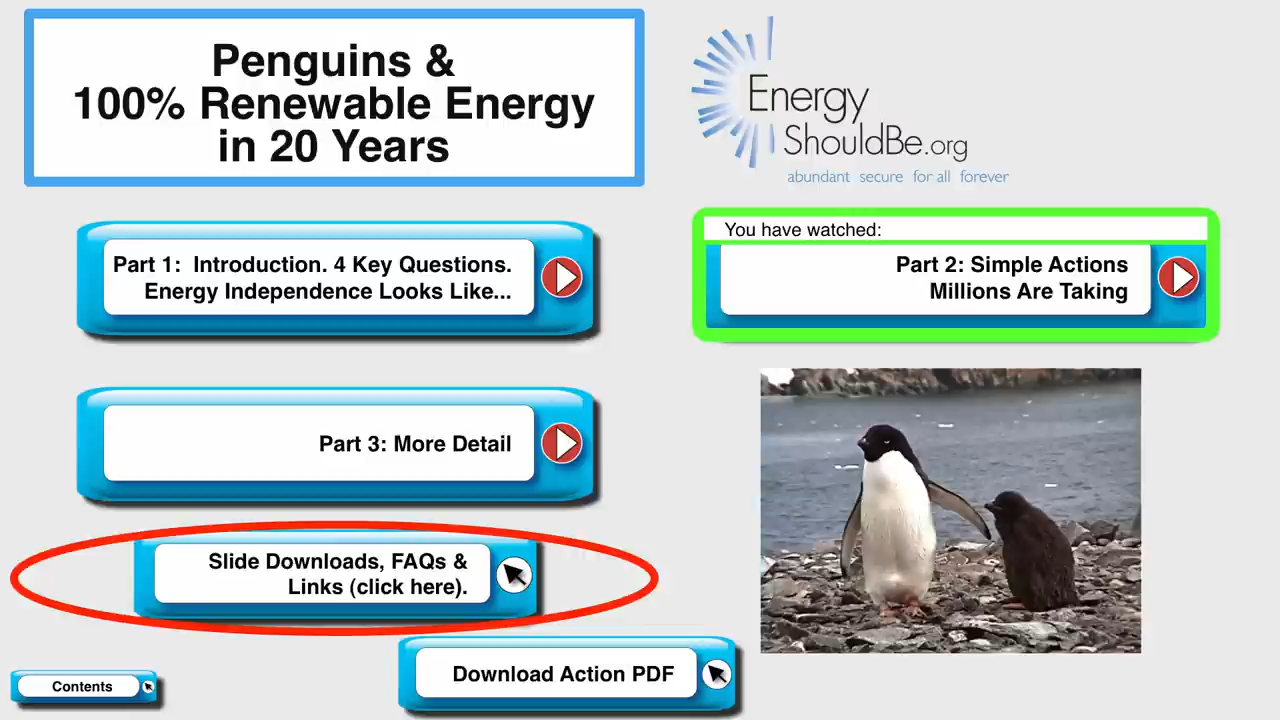 Penguins &
100% Renewable Energy
in 20 Years
Energy
ShouldBe.org
abundant secure for all forever
Part 1: Introduction. 4 Key Questions.
Energy Independence Looks Like...
You have watched:
Part 2: Simple Actions
Millions Are Taking
Part 3: More Detail
Slide Downloads, FAQs &
Links (click here).
Download Action PDF
Contents